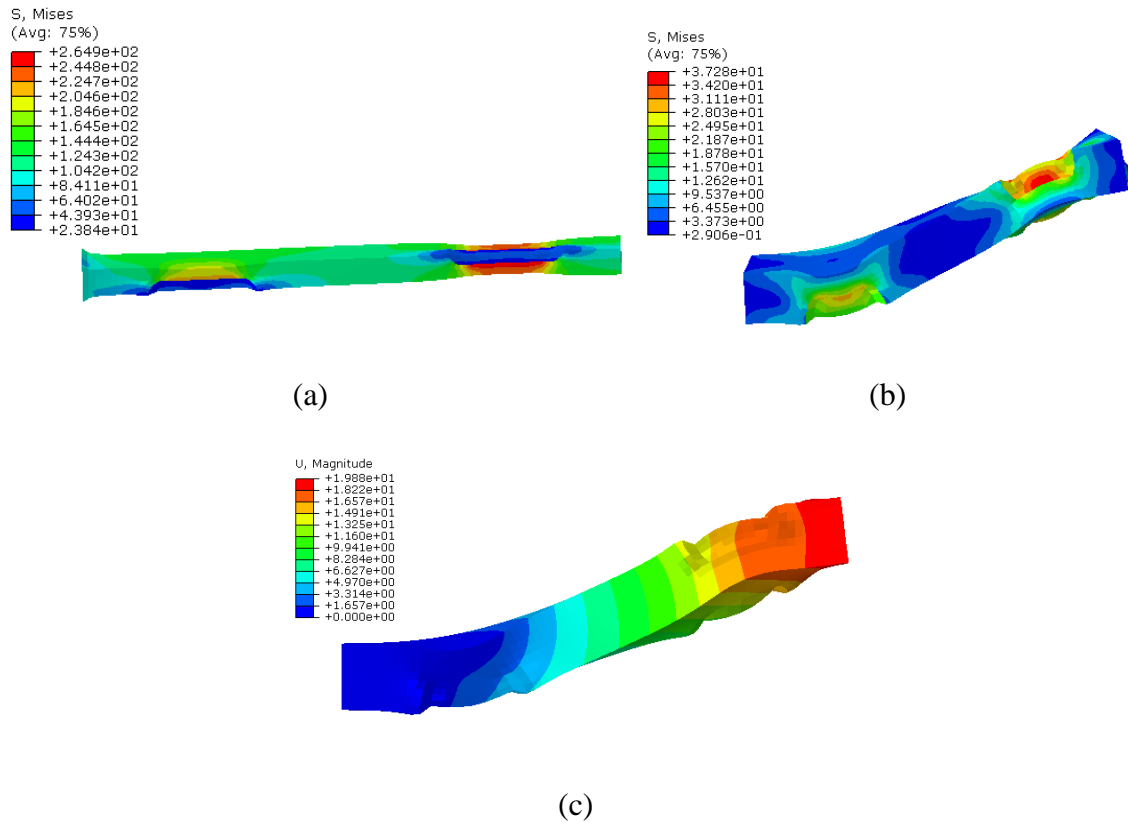 S, Mises
(Avg: 75%)
+2.649e+02
+2.448e+02
+2.247e+02
+2.046e+02
+1.846e+02
+1.645e+02
+1.444e+02
+1.243e+02
+1.042e+02
+8.411e+01
+6.402e+01
+4.393e+01
+2.384e+01
(a)
S, Mises
(Avg: 75%)
+3.728e+01
+3.420e+01
+3.111e+01
+2.803e+01
+2.495e+01
+2.187e+01
+1.878e+01
+1.570e+01
+1.262e+01
+9.537e+00
+6.455e+00
+3.373e+00
+2.906e-01
(b)
U, Magnitude
+1.988e+01
+1.822e+01
+1.657e+01
+1.491e+01
+1.325e+01
+1.160e+01
+9.941e+00
+8.284e+00
+6.627e+00
+4.970e+00
+3.314e+00
+1.657e+00
+0.000e+00
(c)